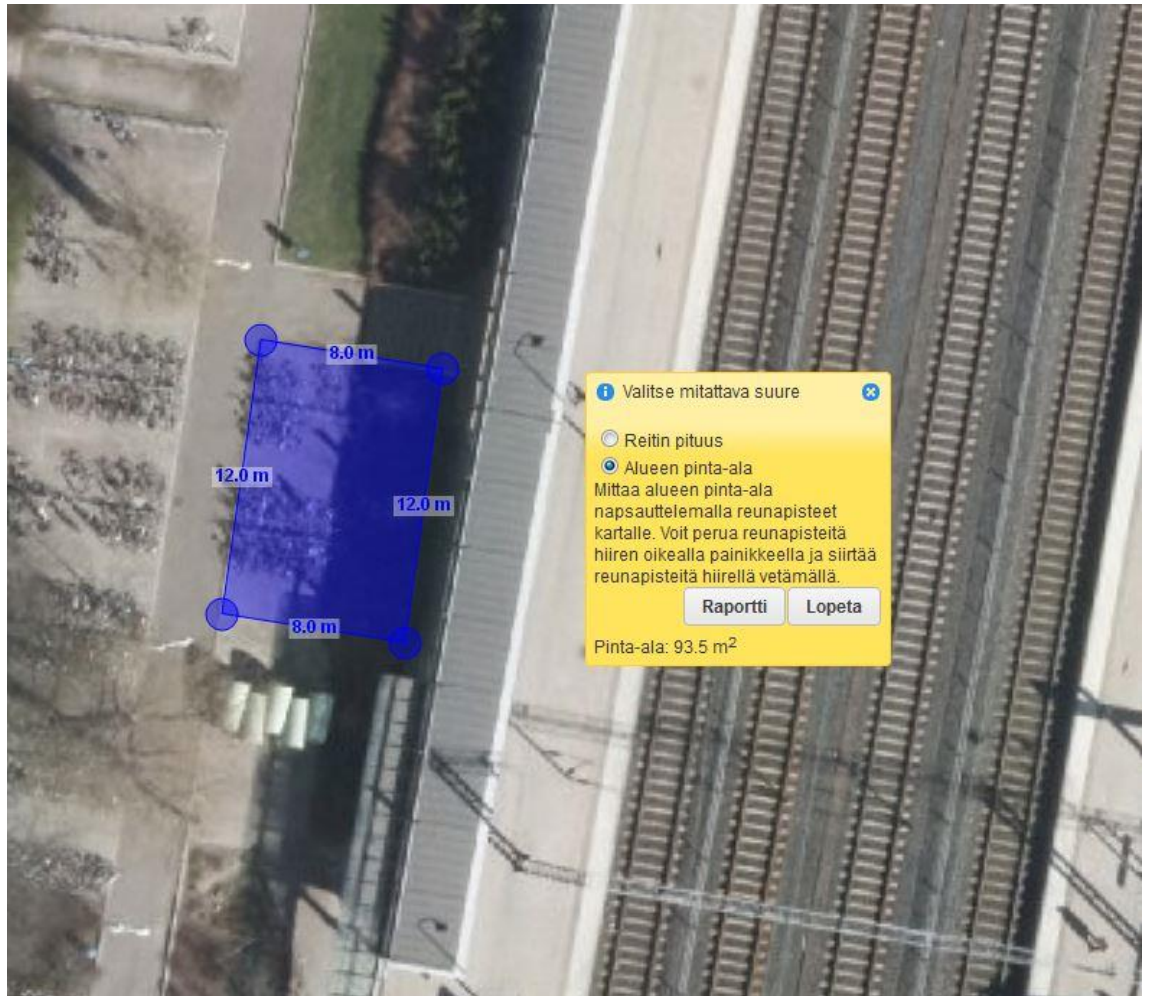 8.0 m
12.0 m
12.0 m
8.0 m
Valitse mitattava suure
Reitin pituus
Alueen pinta-ala
Mittaa alueen pinta-ala
napsauttelemalla reunapisteet
kartalle. Voit perua reunapisteitä
hiiren oikealla painikkeella ja siirtää
reunapisteitä hiirellä vetämällä.
Raportti Lopeta
Pinta-ala: 93.5 m²